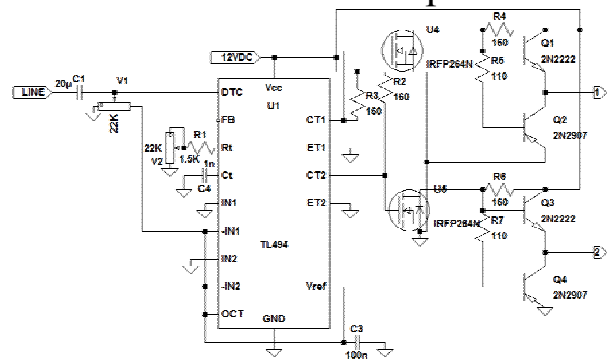 U4
R4
Q1
12VDC
160
2N2222
20µ C1
V1
IRFP264N
R5
LINE
Vcc
R2
110
DTC
U1
R3
160
1
22K
FB
CT1
160
Q2
2N2907
22K
R1
Rt
ET1
V2
1.5K
1n
Ct
CT2
U5
R6
C4
160
Q3
IN1
ET2
IRFP264N
R7
2N2222
-IN1
110
TL494
2
IN2
-IN2
Vref
Q4
2N2907
OCT
GND
C3
100n